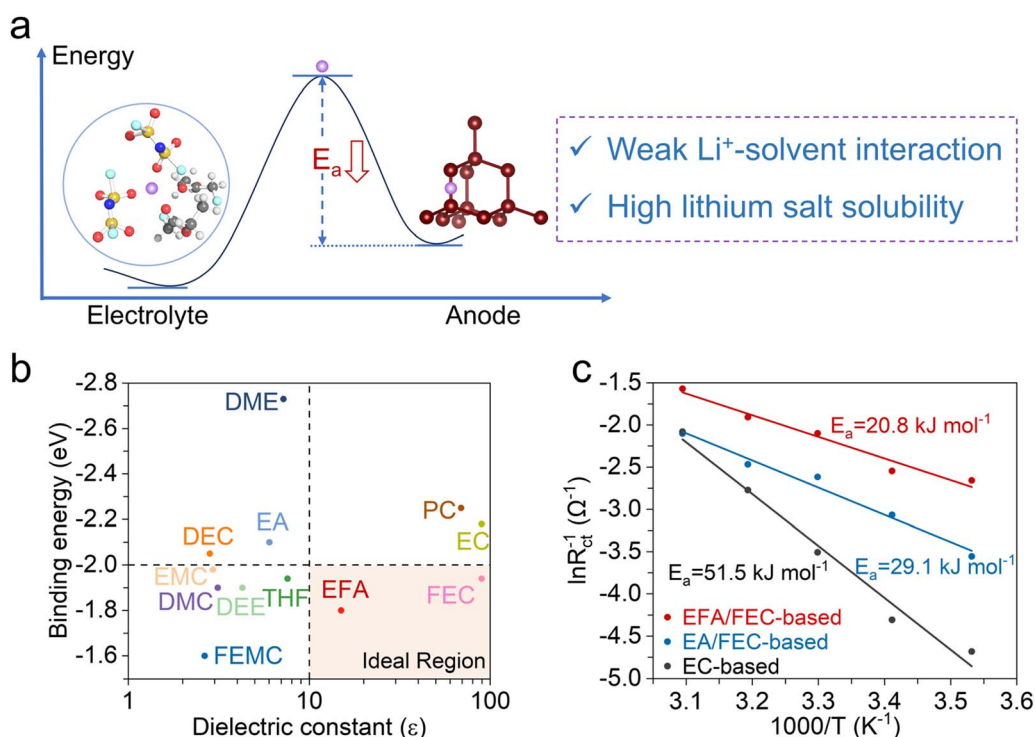 a
Energy
Eₐ
Electrolyte
Anode
✓ Weak Li⁺-solvent interaction
✓ High lithium salt solubility
b
Binding energy (eV)
-2.8
-2.6
-2.4
-2.2
-2.0
-1.8
-1.6
DME
PC
EC
DEC
EA
EMC
DMC
DEE
THF
EFA
FEC
FEMC
Ideal Region
1
10
100
Dielectric constant (ε)
c
lnR⁻¹ct (Ω⁻¹)
-1.5
-2.0
-2.5
-3.0
-3.5
-4.0
-4.5
-5.0
Eₐ=20.8 kJ mol⁻¹
Eₐ=51.5 kJ mol⁻¹
Eₐ=29.1 kJ mol⁻¹
EFA/FEC-based
EA/FEC-based
EC-based
3.1
3.2
3.3
3.4
3.5
3.6
1000/T (K⁻¹)